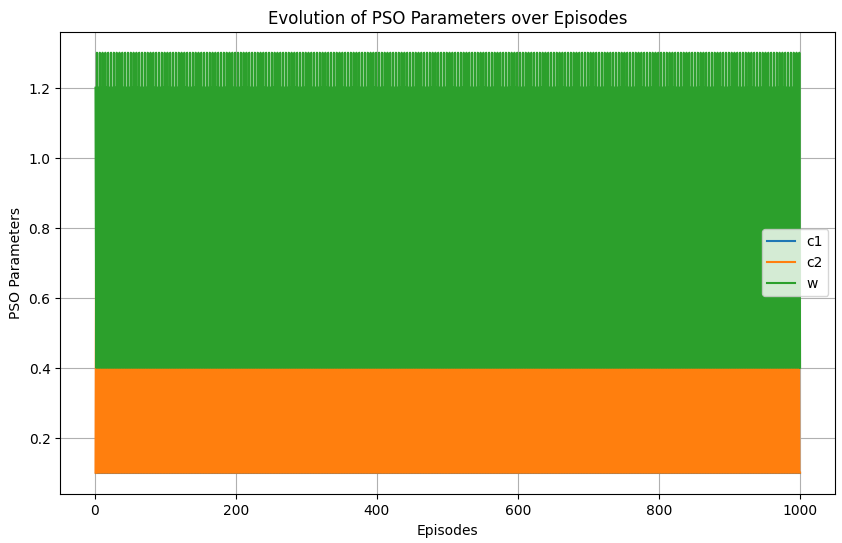 Evolution of PSO Parameters over Episodes
PSO Parameters
1.2
1.0
0.8
0.6
0.4
0.2
c1
c2
w
0
200
400
600
800
1000
Episodes